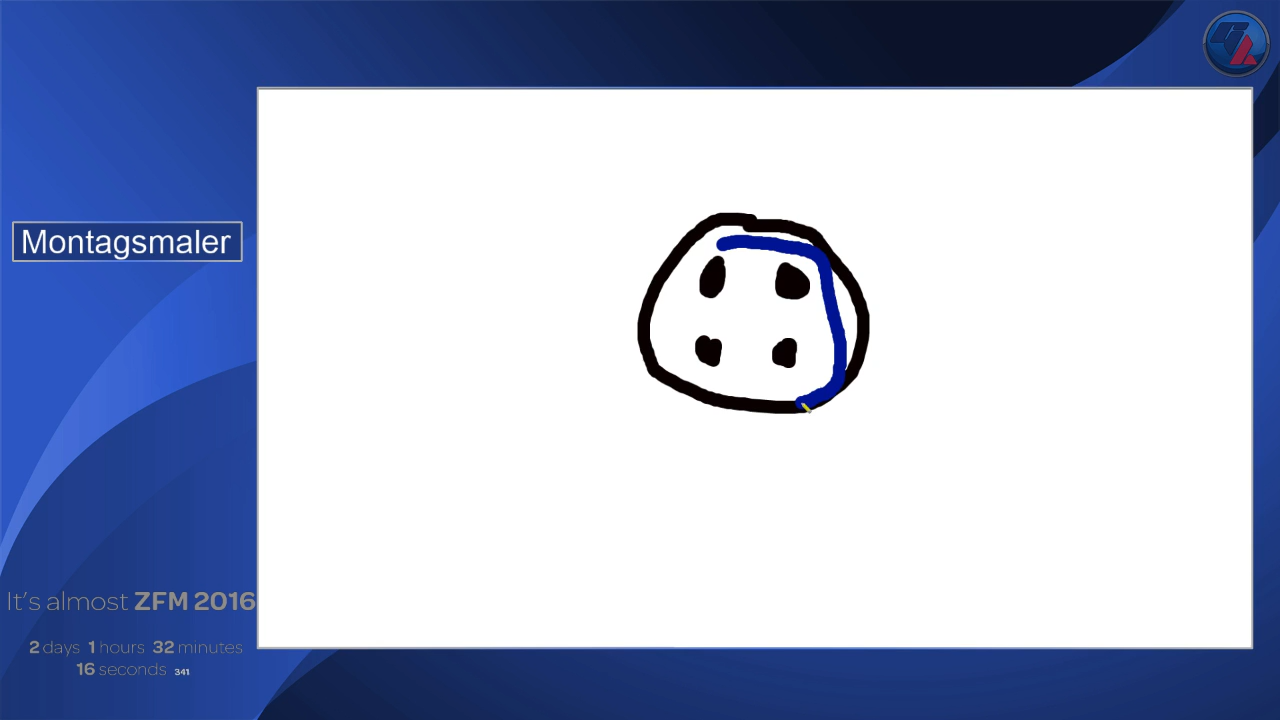 Montagsmaler
It's almost ZFM 2016
2 days 1 hours 32 minutes
16 seconds 341